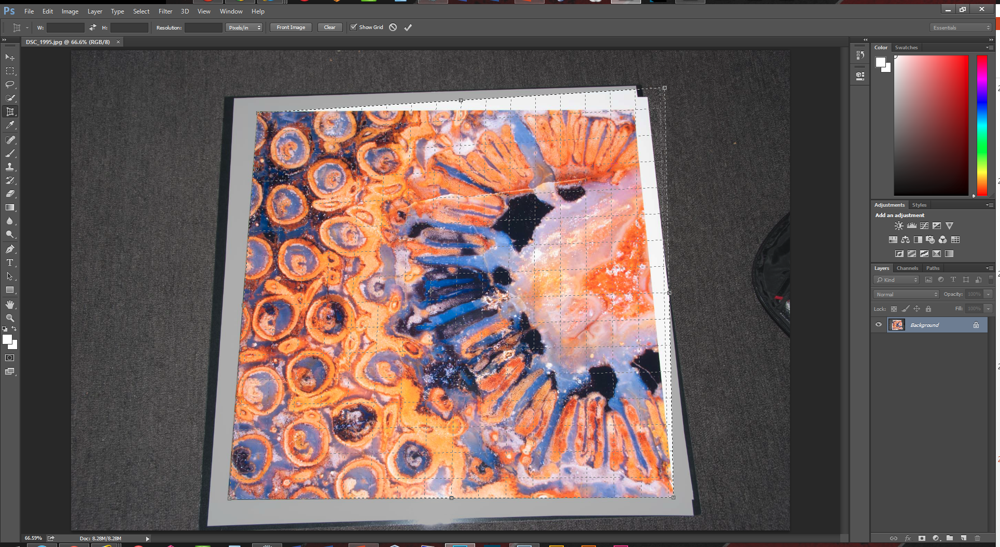 Ps File Edit Image Layer Type Select Filter 3D View Window Help
W: H: Resolution: Pixels/in Front Image Clear Show Grid Essentials
DSC_1995.jpg @ 66.6% (RGB/8) ×
Color Swatches
Adjustments Styles
Add an adjustment
Layers Channels Paths
Kind
Normal Opacity: 100%
Lock: Fill: 100%
Background
66.59% Doc: 8.28M/8.28M